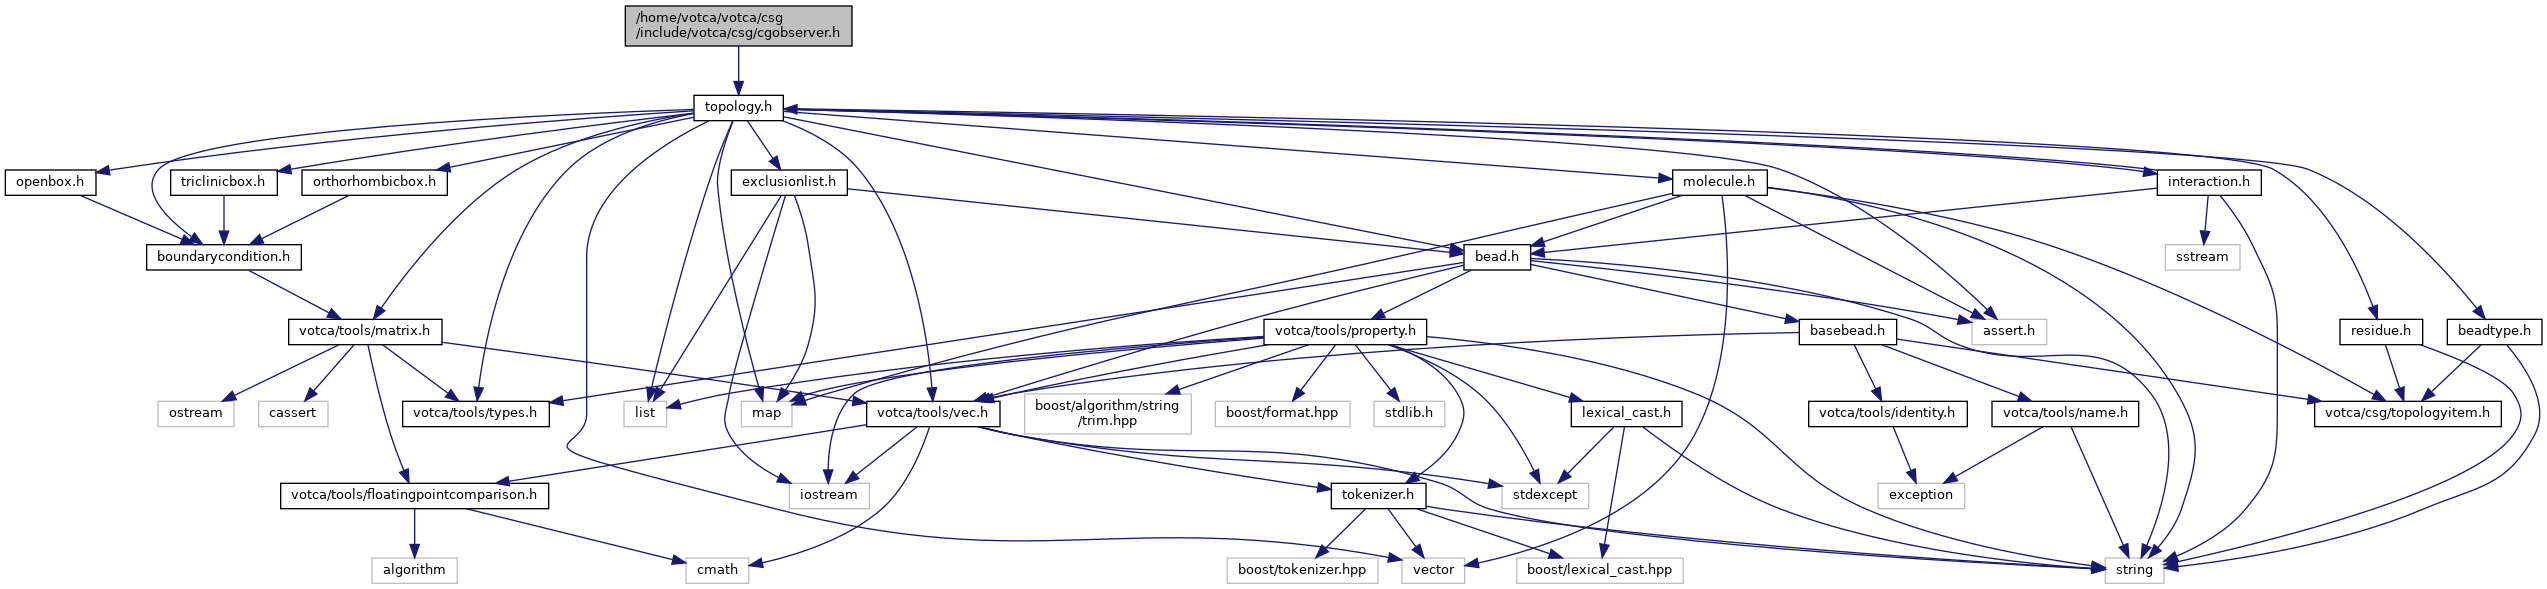 /home/votca/votca/csg
/include/votca/csg/cgobserver.h
topology.h
openbox.h
triclinicbox.h
orthorhombicbox.h
exclusionlist.h
molecule.h
interaction.h
boundarycondition.h
bead.h
sstream
votca/tools/matrix.h
votca/tools/property.h
basebead.h
assert.h
residue.h
beadtype.h
ostream
cassert
votca/tools/types.h
list
map
votca/tools/vec.h
boost/algorithm/string
/trim.hpp
boost/format.hpp
stdlib.h
lexical_cast.h
votca/tools/identity.h
votca/tools/name.h
votca/csg/topologyitem.h
votca/tools/floatingpointcomparison.h
iostream
tokenizer.h
stdexcept
exception
algorithm
cmath
boost/tokenizer.hpp
vector
boost/lexical_cast.hpp
string